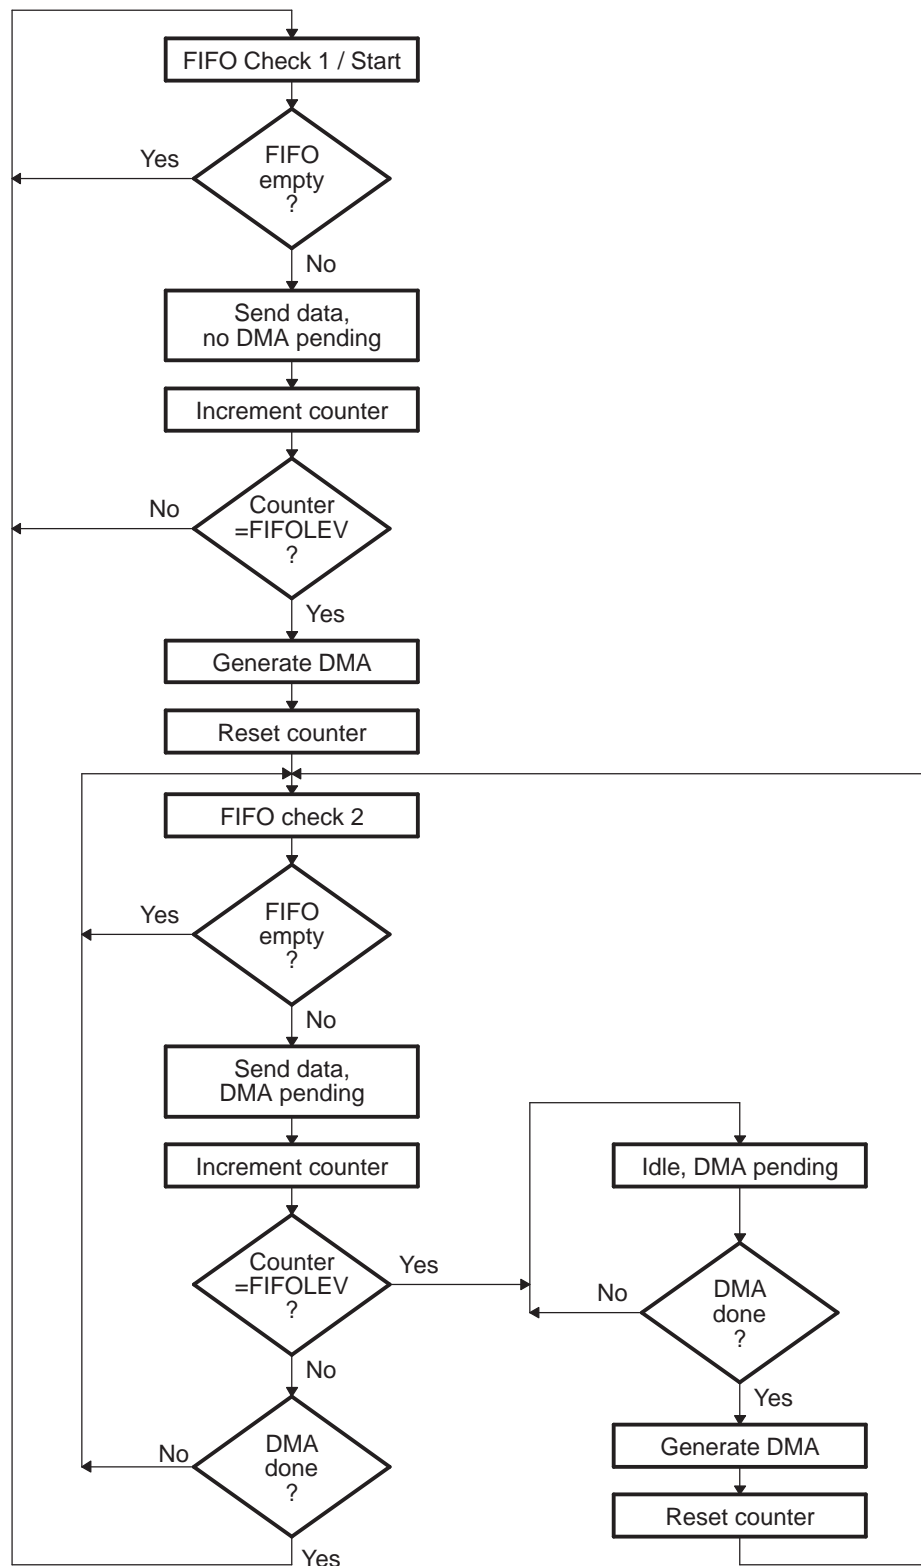 FIFO Check 1 / Start
FIFO
empty
?
Yes
No
Send data,
no DMA pending
Increment counter
Counter
=FIFOLEV
?
No
Yes
Generate DMA
Reset counter
FIFO check 2
FIFO
empty
?
Yes
No
Send data,
DMA pending
Increment counter
Counter
=FIFOLEV
?
Yes
No
DMA
done
?
No
Yes
Idle, DMA pending
DMA
done
?
No
Yes
Generate DMA
Reset counter